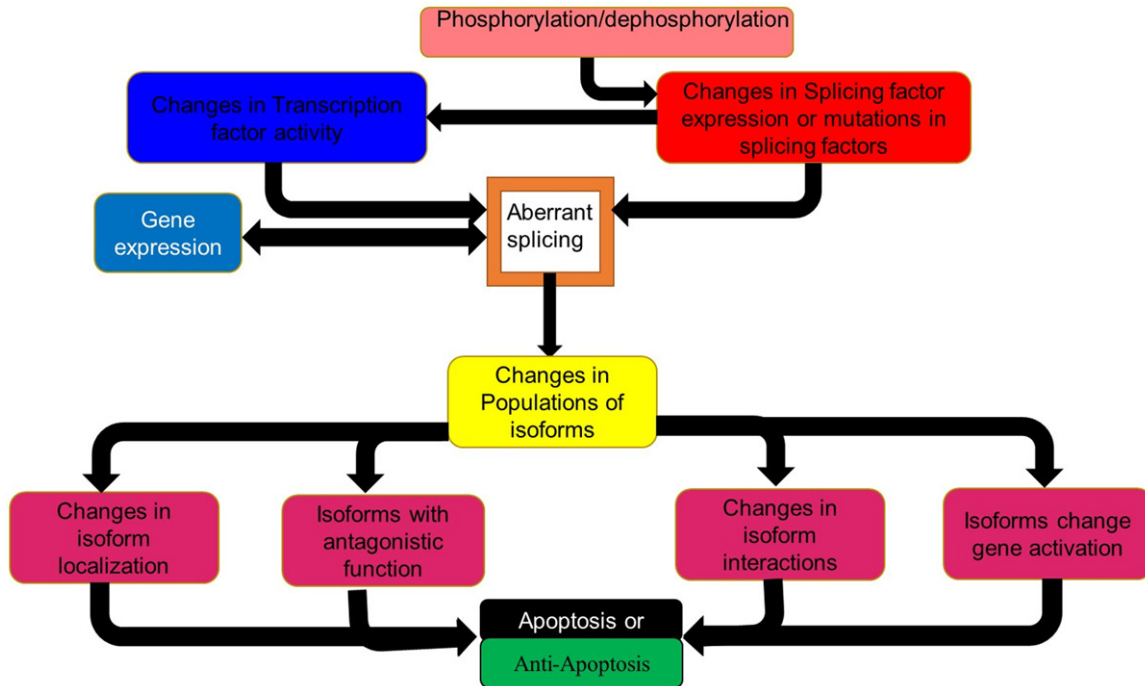 Phosphorylation/dephosphorylation
Changes in Transcription
factor activity
Changes in Splicing factor
expression or mutations in
splicing factors
Gene
expression
Aberrant
splicing
Changes in
Populations of
isoforms
Changes in
isoform
localization
Isoforms with
antagonistic
function
Changes in
isoform
interactions
Isoforms change
gene activation
Apoptosis or
Anti-Apoptosis